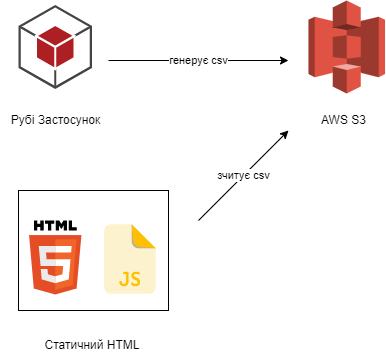 генерує csv
Рубі Застосунок
AWS S3
зчитує csv
HTML
5
JS
Статичний HTML